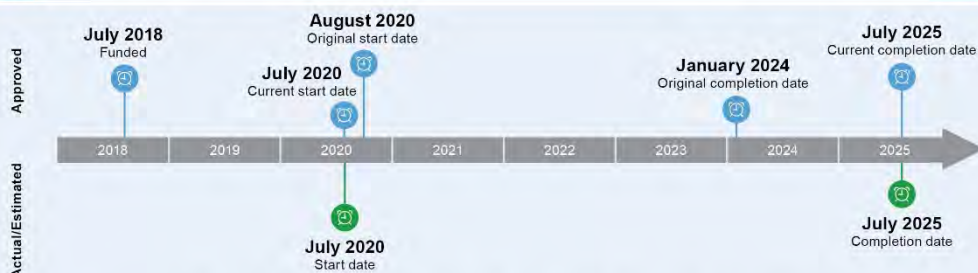 Approved
July 2018
Funded
August 2020
Original start date
July 2020
Current start date
January 2024
Original completion date
July 2025
Current completion date
2018 2019 2020 2021 2022 2023 2024 2025
Actual/Estimated
July 2020
Start date
July 2025
Completion date